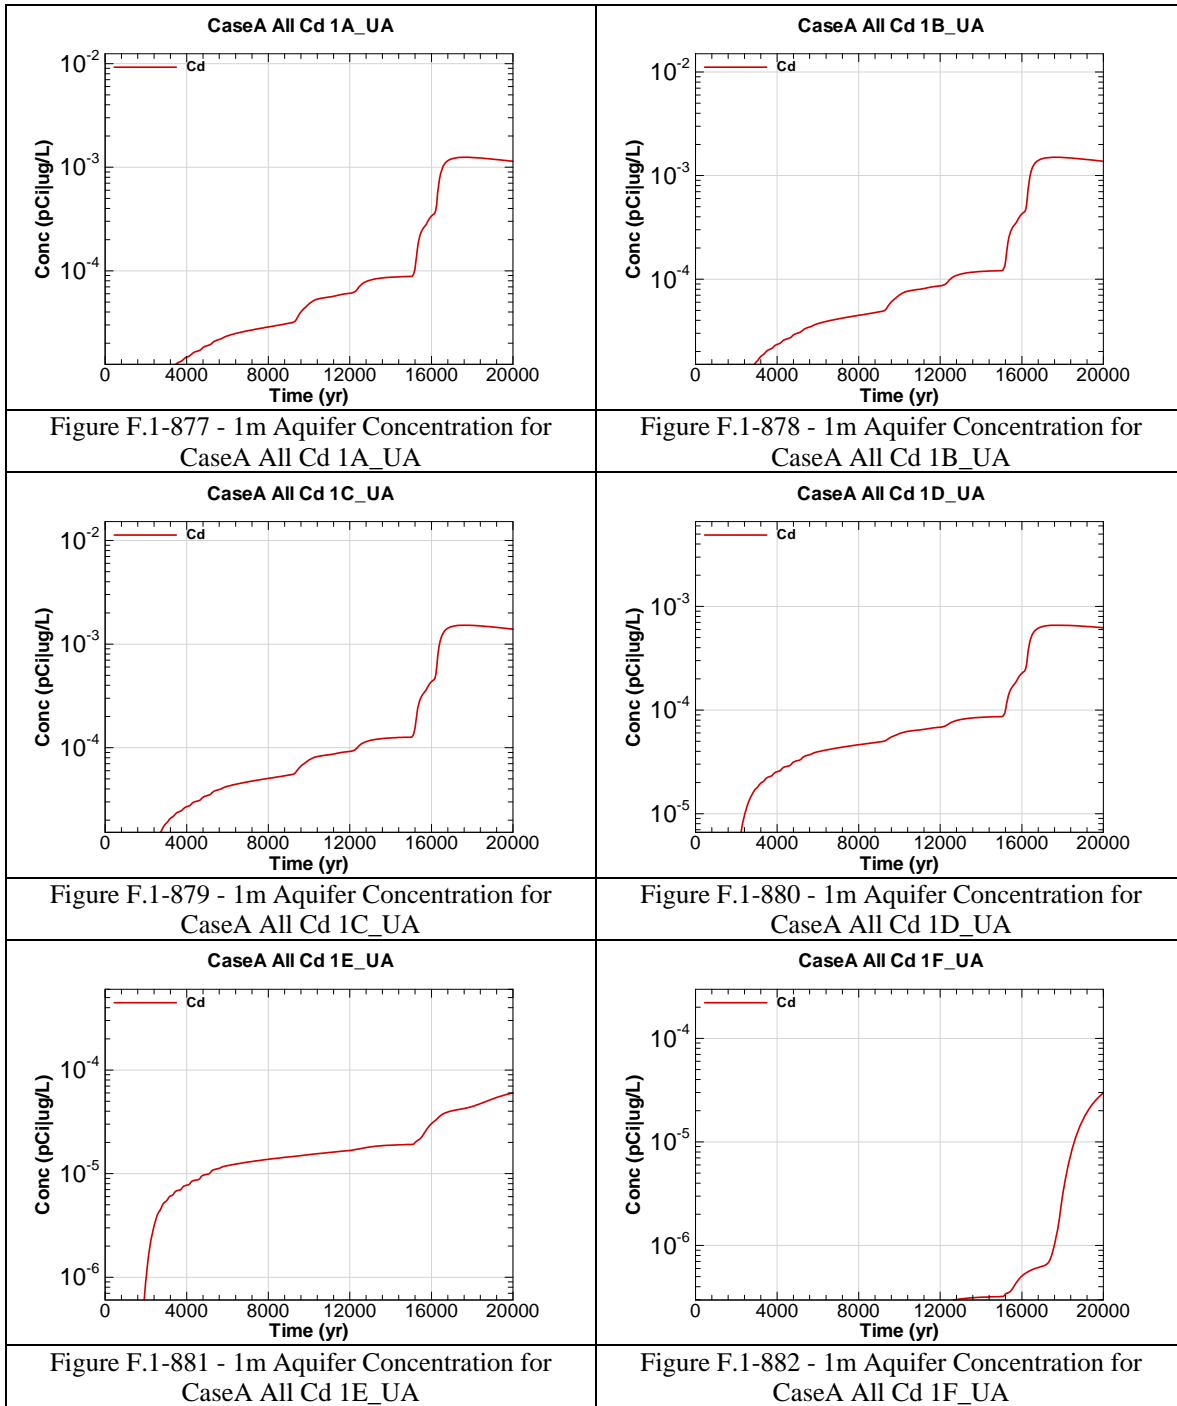 CaseA All Cd 1A_UA
Cd
10^-2
10^-3
10^-4
Conc (pCi|ug/L)
0 4000 8000 12000 16000 20000
Time (yr)
Figure F.1-877 - 1m Aquifer Concentration for
CaseA All Cd 1A_UA
CaseA All Cd 1B_UA
Cd
10^-2
10^-3
10^-4
Conc (pCi|ug/L)
0 4000 8000 12000 16000 20000
Time (yr)
Figure F.1-878 - 1m Aquifer Concentration for
CaseA All Cd 1B_UA
CaseA All Cd 1C_UA
Cd
10^-2
10^-3
10^-4
Conc (pCi|ug/L)
0 4000 8000 12000 16000 20000
Time (yr)
Figure F.1-879 - 1m Aquifer Concentration for
CaseA All Cd 1C_UA
CaseA All Cd 1D_UA
Cd
10^-3
10^-4
10^-5
Conc (pCi|ug/L)
0 4000 8000 12000 16000 20000
Time (yr)
Figure F.1-880 - 1m Aquifer Concentration for
CaseA All Cd 1D_UA
CaseA All Cd 1E_UA
Cd
10^-4
10^-5
10^-6
Conc (pCi|ug/L)
0 4000 8000 12000 16000 20000
Time (yr)
Figure F.1-881 - 1m Aquifer Concentration for
CaseA All Cd 1E_UA
CaseA All Cd 1F_UA
Cd
10^-4
10^-5
10^-6
Conc (pCi|ug/L)
0 4000 8000 12000 16000 20000
Time (yr)
Figure F.1-882 - 1m Aquifer Concentration for
CaseA All Cd 1F_UA